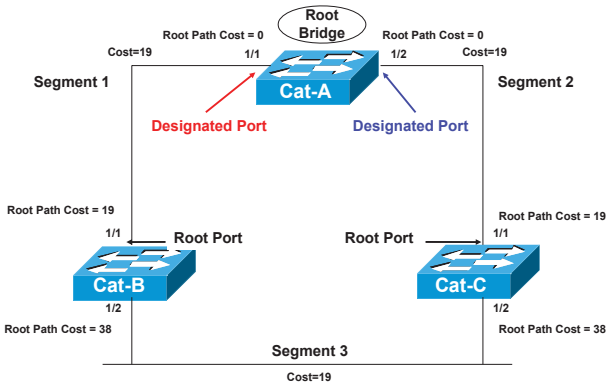 Root
Bridge
Root Path Cost = 0
Root Path Cost = 0
Cost=19
1/1
1/2
Cost=19
Segment 1
Cat-A
Segment 2
Designated Port
Designated Port
Root Path Cost = 19
Root Path Cost = 19
1/1
Root Port
Root Port
1/1
Cat-B
Cat-C
1/2
1/2
Root Path Cost = 38
Root Path Cost = 38
Segment 3
Cost=19